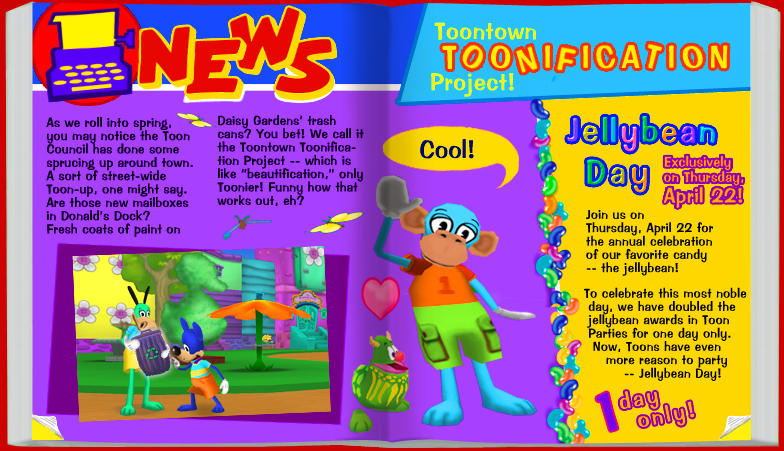 NEWS
As we roll into spring,
you may notice the Toon
Council has done some
sprucing up around town.
A sort of street-wide
Toon-up, one might say.
Are those new mailboxes
in Donald's Dock?
Fresh coats of paint on
Daisy Gardens' trash
cans? You bet! We call it
the Toontown Toonifica-
tion Project -- which is
like "beautification," only
Toonier! Funny how that
works out, eh?
Toontown
TOONIFICATION
Project!
Cool!
1
Jellybean
Day
Exclusively
on Thursday,
April 22!
Join us on
Thursday, April 22 for
the annual celebration
of our favorite candy
-- the jellybean!
To celebrate this most noble
day, we have doubled the
jellybean awards in Toon
Parties for one day only.
Now, Toons have even
more reason to party
-- Jellybean Day!
1 day
only!